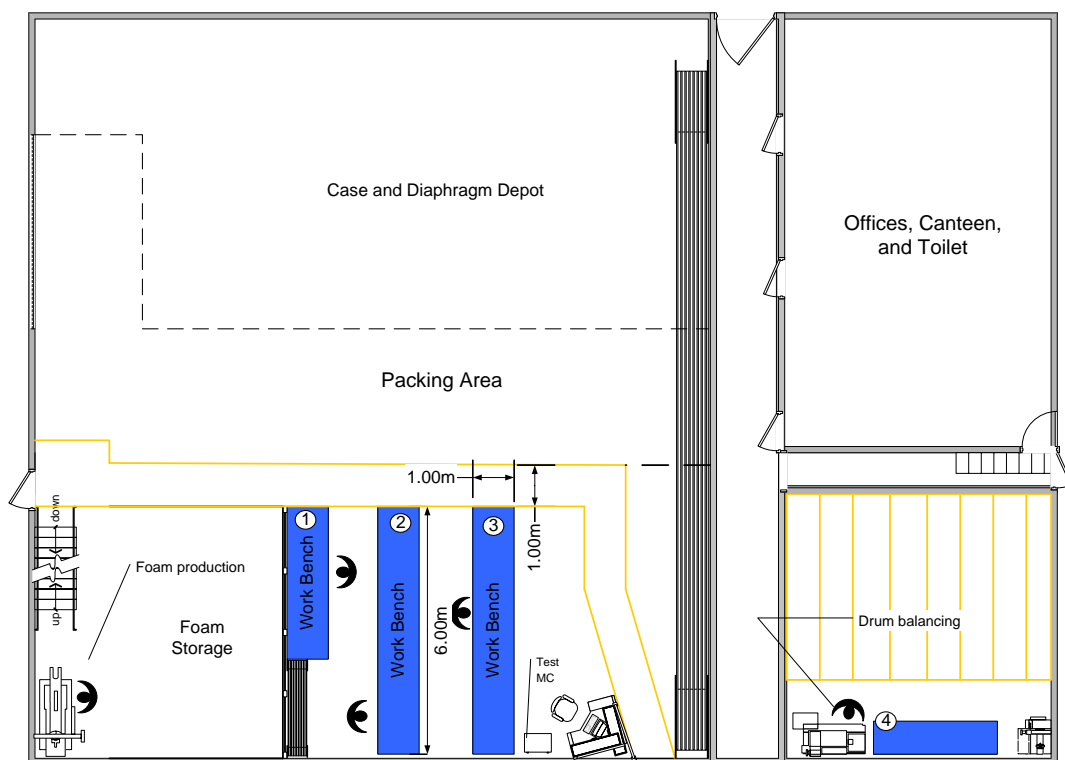 Case and Diaphragm Depot
Offices, Canteen,
and Toilet
Packing Area
1.00m
1.00m
down
up
1
2
3
Work Bench
Work Bench
Work Bench
6.00m
Foam production
Foam
Storage
Test
MC
Drum balancing
4